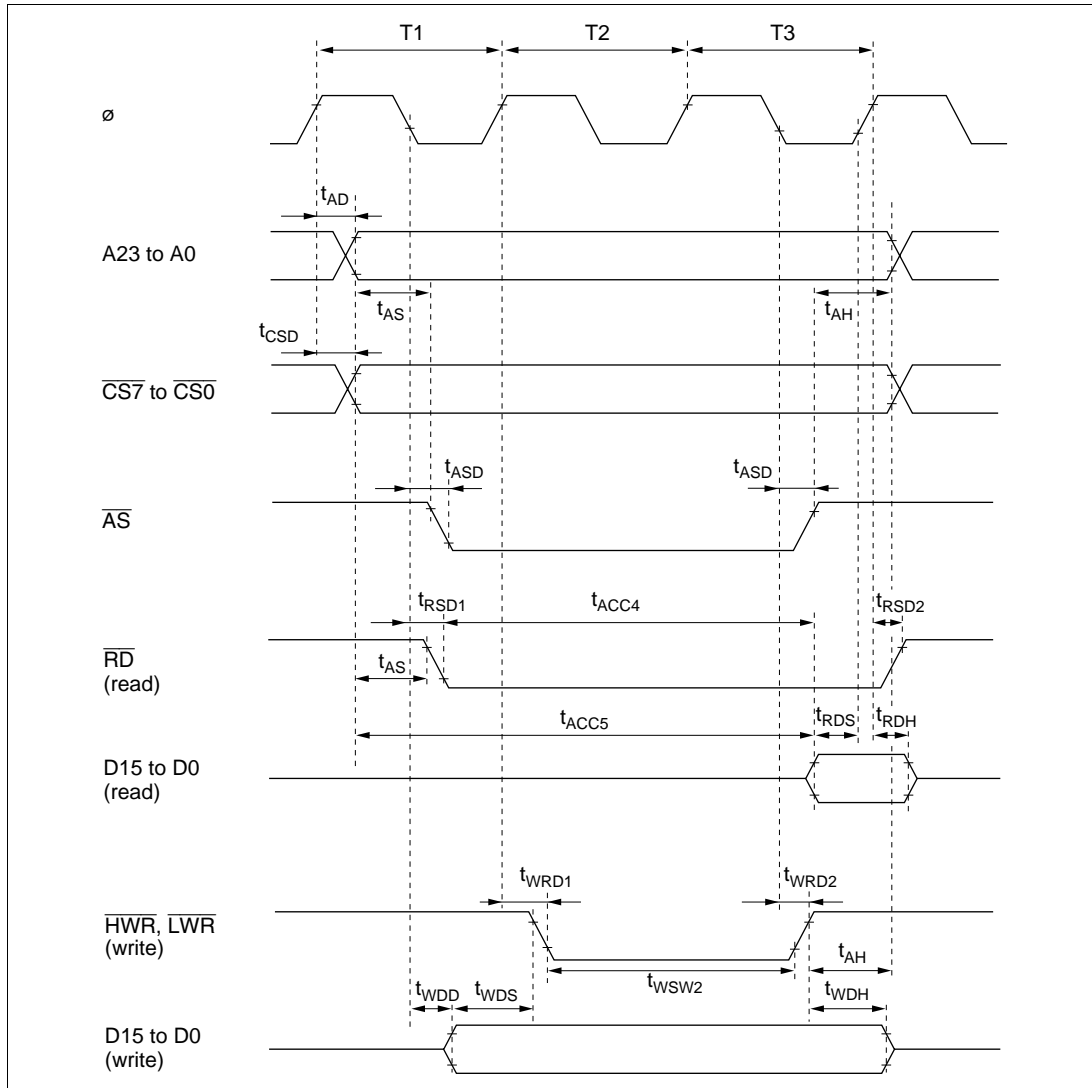 T1 T2 T3
ø
tAD
A23 to A0
tAS tAH
tCSD
CS7 to CS0
tASD tASD
AS
tRSD1 tACC4 tRSD2
RD
(read)
tAS
tACC5 tRDS tRDH
D15 to D0
(read)
tWRD1 tWRD2
HWR, LWR
(write)
tAH
tWSW2
tWDD tWDS tWDH
D15 to D0
(write)